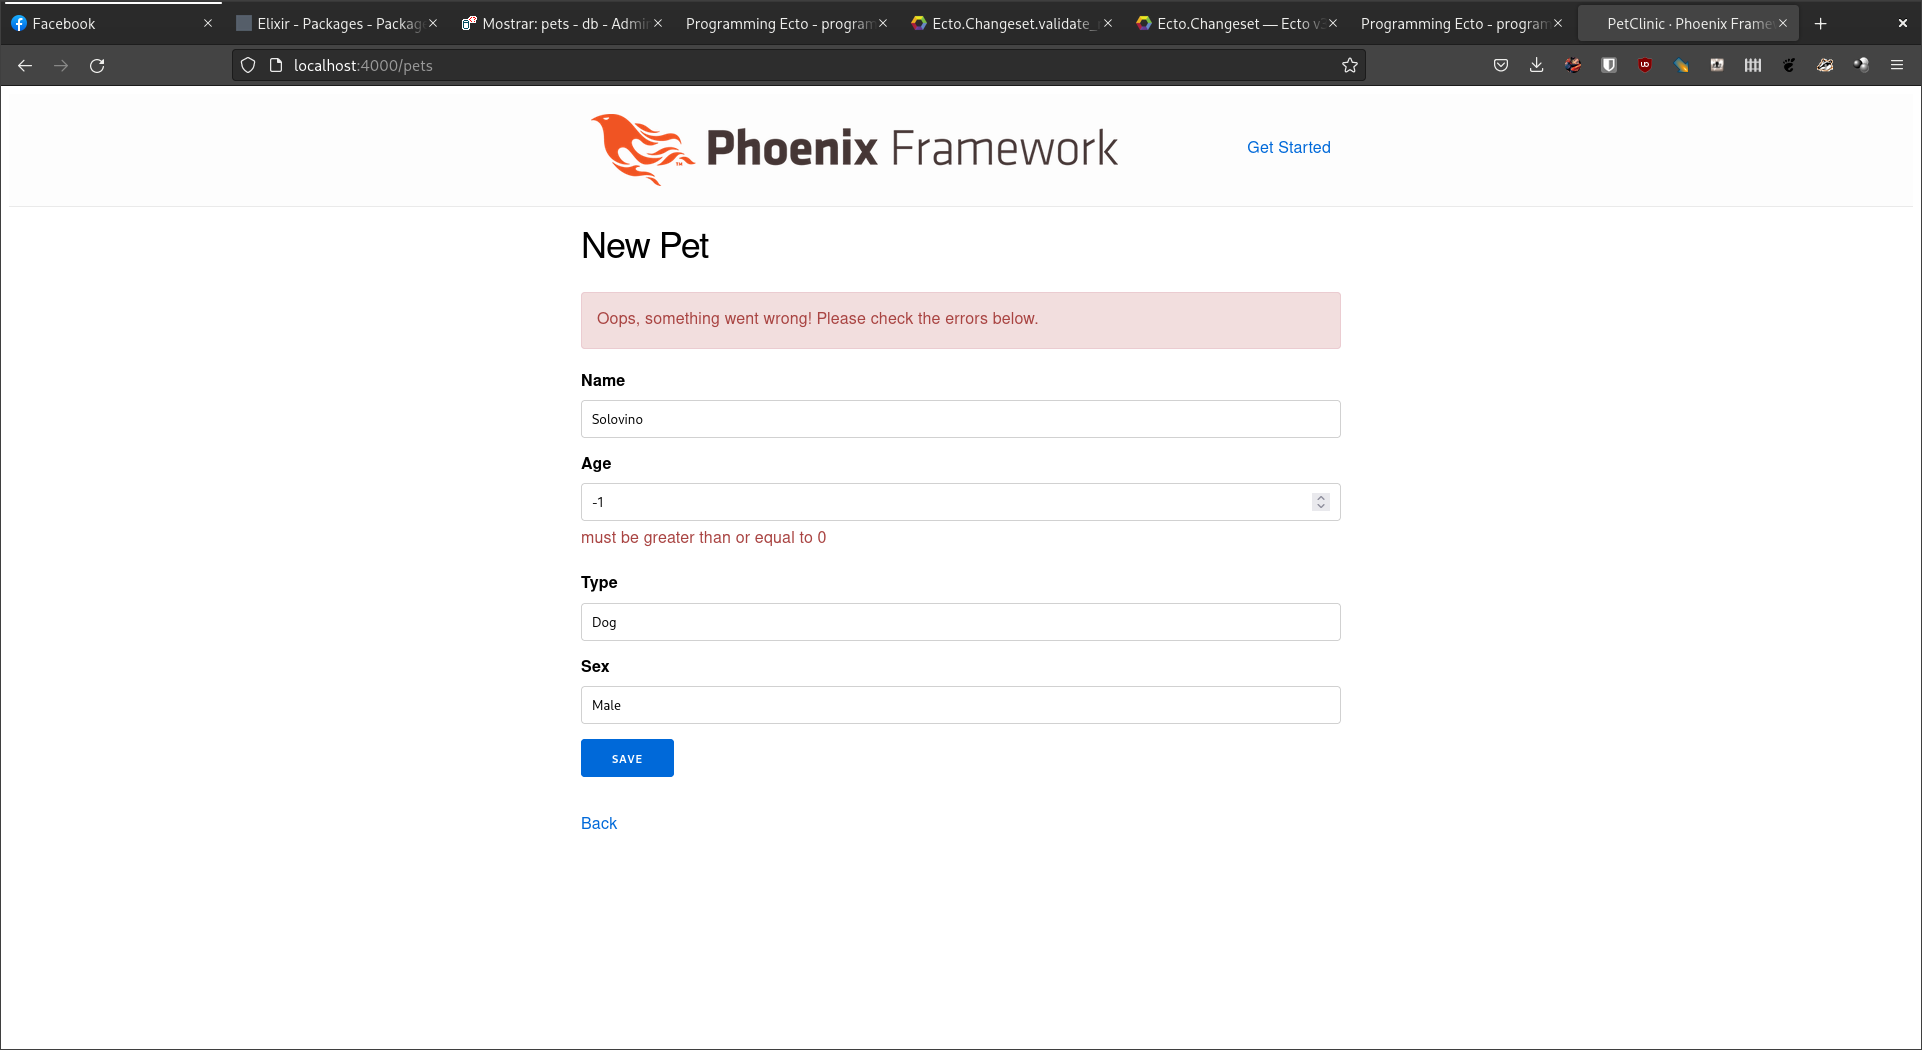 Facebook
Elixir - Packages - Packag
Mostrar: pets - db - Admi
Programming Ecto - program
Ecto.Changeset.validate_
Ecto.Changeset — Ecto v
Programming Ecto - program
PetClinic · Phoenix Frame
localhost:4000/pets
Phoenix Framework
Get Started
New Pet
Oops, something went wrong! Please check the errors below.
Name
Solovino
Age
-1
must be greater than or equal to 0
Type
Dog
Sex
Male
SAVE
Back